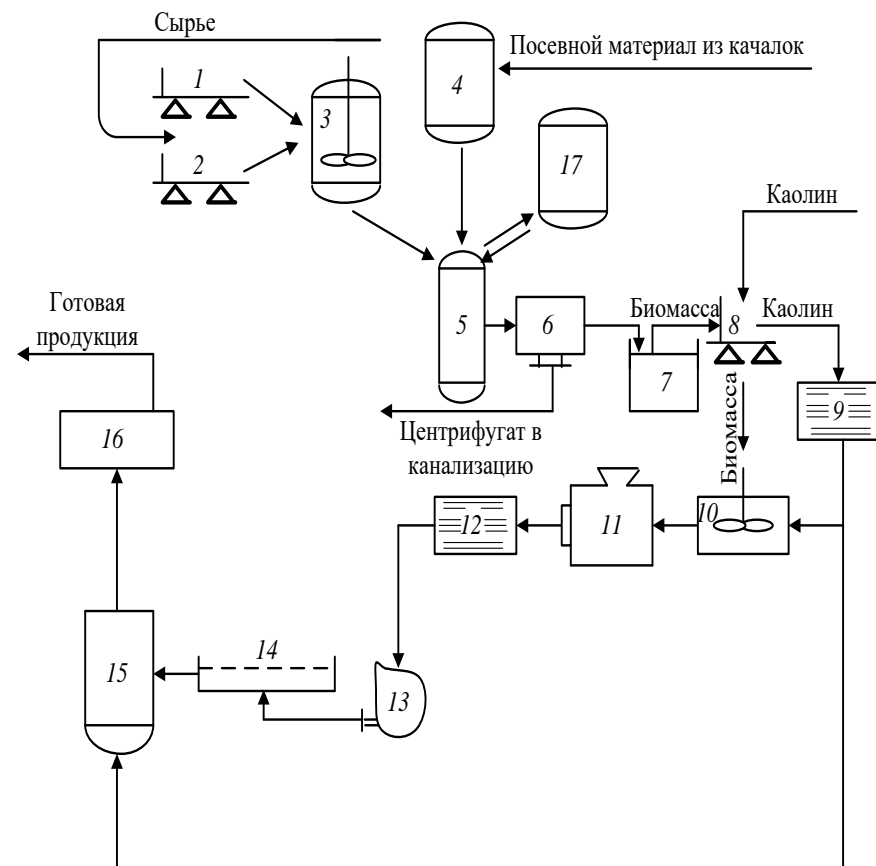 Сырье
Посевной материал из качалок
1
4
3
17
2
Каолин
Готовая
продукция
Биомасса
Каолин
5
6
8
7
9
16
Центрифугат в
канализацию
Биомасса
10
12
11
14
15
13